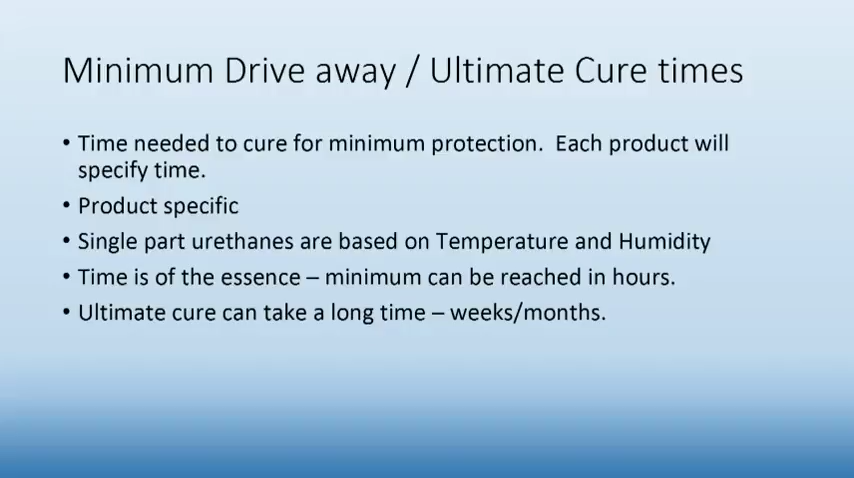 Minimum Drive away / Ultimate Cure times
• Time needed to cure for minimum protection.  Each product will
specify time.
• Product specific
• Single part urethanes are based on Temperature and Humidity
• Time is of the essence – minimum can be reached in hours.
• Ultimate cure can take a long time – weeks/months.